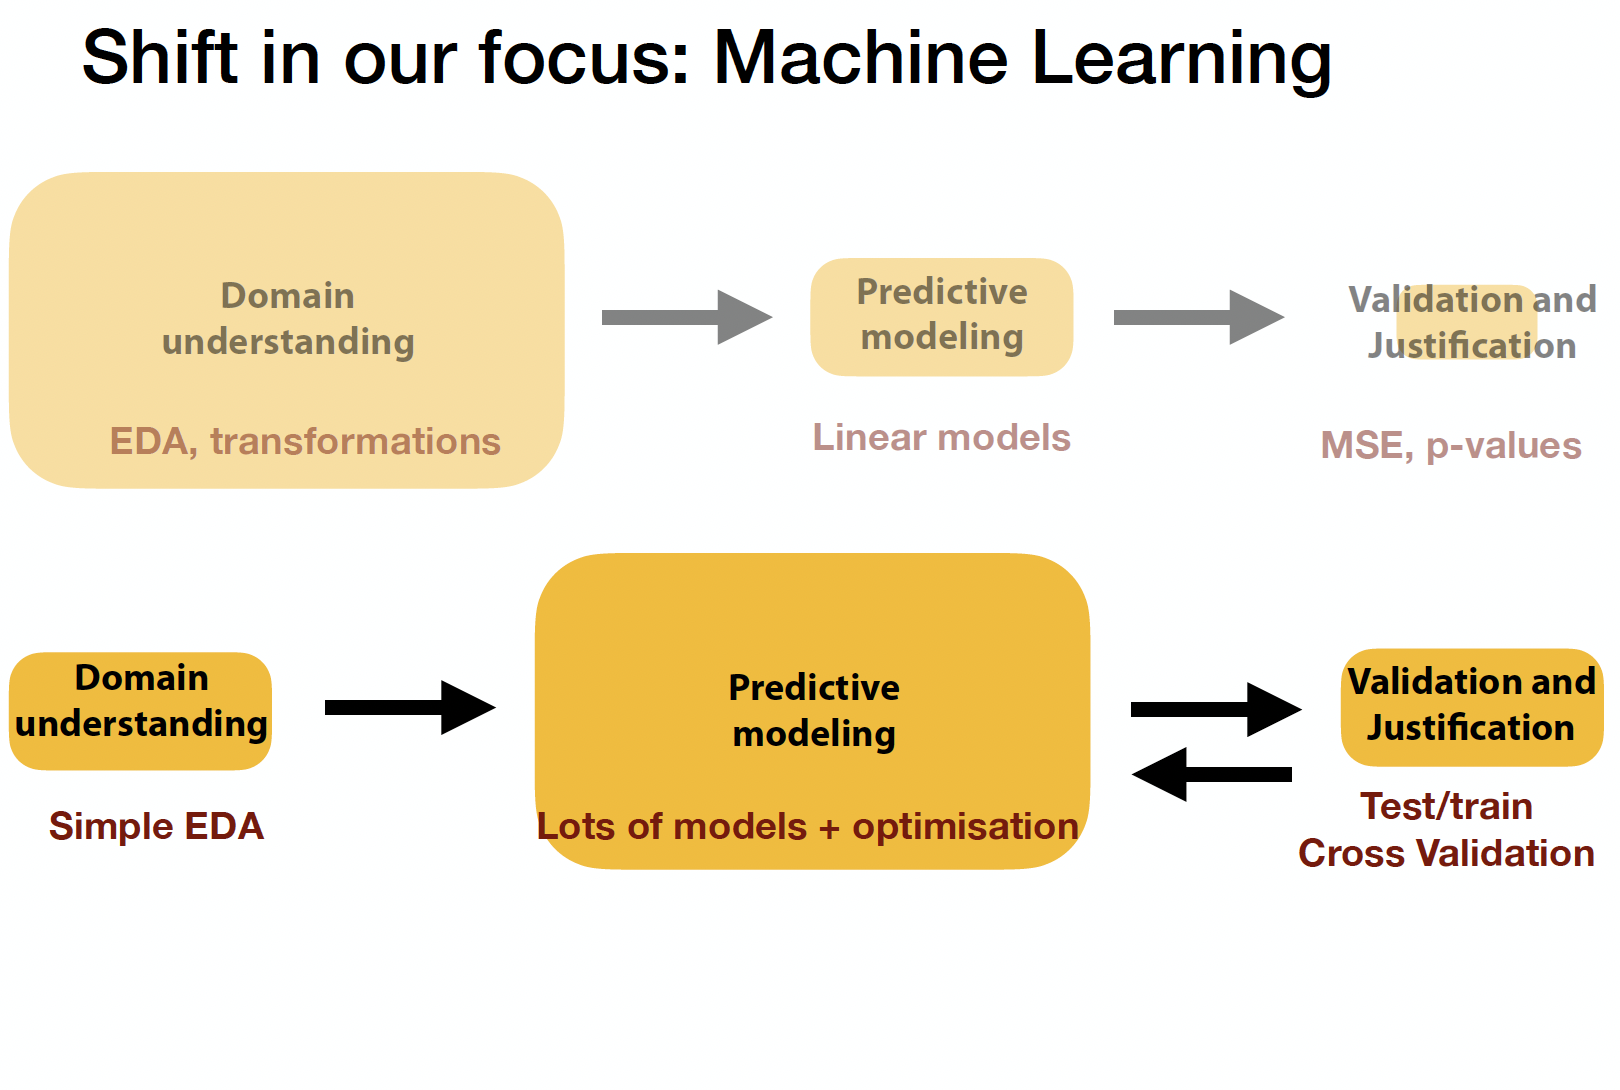 Shift in our focus: Machine Learning
Domain
understanding
EDA, transformations
Predictive
modeling
Linear models
Validation and
Justification
MSE, p-values
Domain
understanding
Simple EDA
Predictive
modeling
Lots of models + optimisation
Validation and
Justification
Test/train
Cross Validation